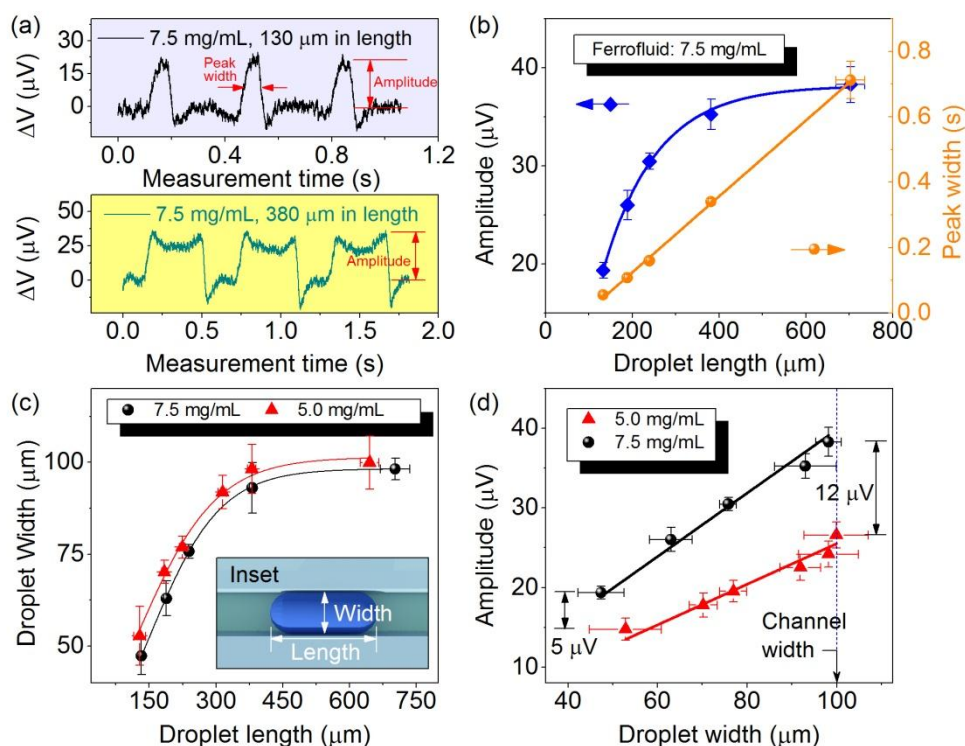 (a)
7.5 mg/mL, 130 μm in length
Peak
width
Amplitude
ΔV (μV)
30
15
0
0.0 0.4 0.8 1.2
Measurement time (s)
7.5 mg/mL, 380 μm in length
Amplitude
ΔV (μV)
50
25
0
0.0 0.5 1.0 1.5 2.0
Measurement time (s)
(b)
Ferrofluid: 7.5 mg/mL
Amplitude (μV)
40
30
20
Peak width (s)
0.8
0.6
0.4
0.2
0.0
0 200 400 600 800
Droplet length (μm)
(c)
7.5 mg/mL 5.0 mg/mL
Droplet Width (μm)
100
75
50
Inset
Width
Length
150 300 450 600 750
Droplet length (μm)
(d)
5.0 mg/mL
7.5 mg/mL
Amplitude (μV)
40
30
20
10
12 μV
5 μV
Channel
width
40 60 80 100
Droplet width (μm)